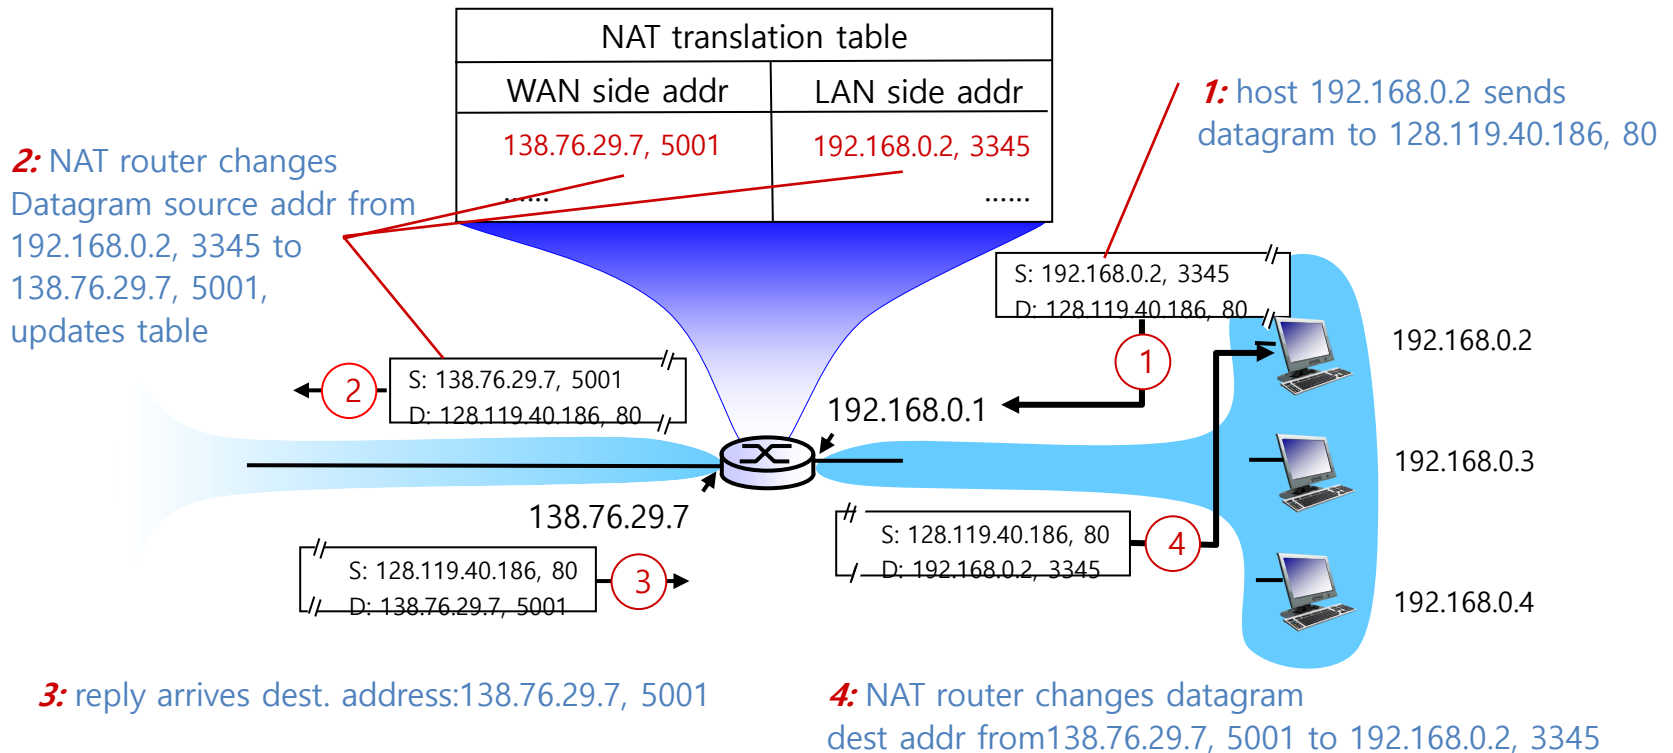 NAT translation table
WAN side addr LAN side addr
138.76.29.7, 5001 192.168.0.2, 3345
...... ......
1: host 192.168.0.2 sends
datagram to 128.119.40.186, 80
2: NAT router changes
Datagram source addr from
192.168.0.2, 3345 to
138.76.29.7, 5001,
updates table
S: 192.168.0.2, 3345
D: 128.119.40.186, 80
1
192.168.0.2
S: 138.76.29.7, 5001
D: 128.119.40.186, 80
2
192.168.0.1
192.168.0.3
138.76.29.7
S: 128.119.40.186, 80
D: 192.168.0.2, 3345
4
S: 128.119.40.186, 80
D: 138.76.29.7, 5001
3
192.168.0.4
3: reply arrives dest. address:138.76.29.7, 5001
4: NAT router changes datagram
dest addr from138.76.29.7, 5001 to 192.168.0.2, 3345